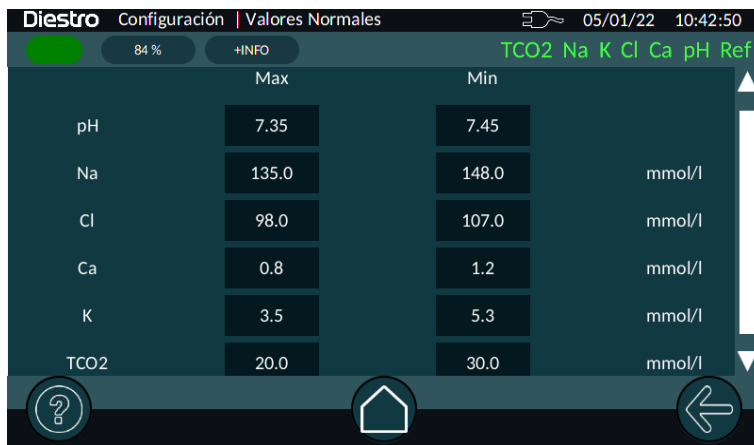 Diestro Configuración | Valores Normales 05/01/22 10:42:50
84 % +INFO TCO2 Na K Cl Ca pH Ref
Max Min
pH 7.35 7.45
Na 135.0 148.0 mmol/l
Cl 98.0 107.0 mmol/l
Ca 0.8 1.2 mmol/l
K 3.5 5.3 mmol/l
TCO2 20.0 30.0 mmol/l
?